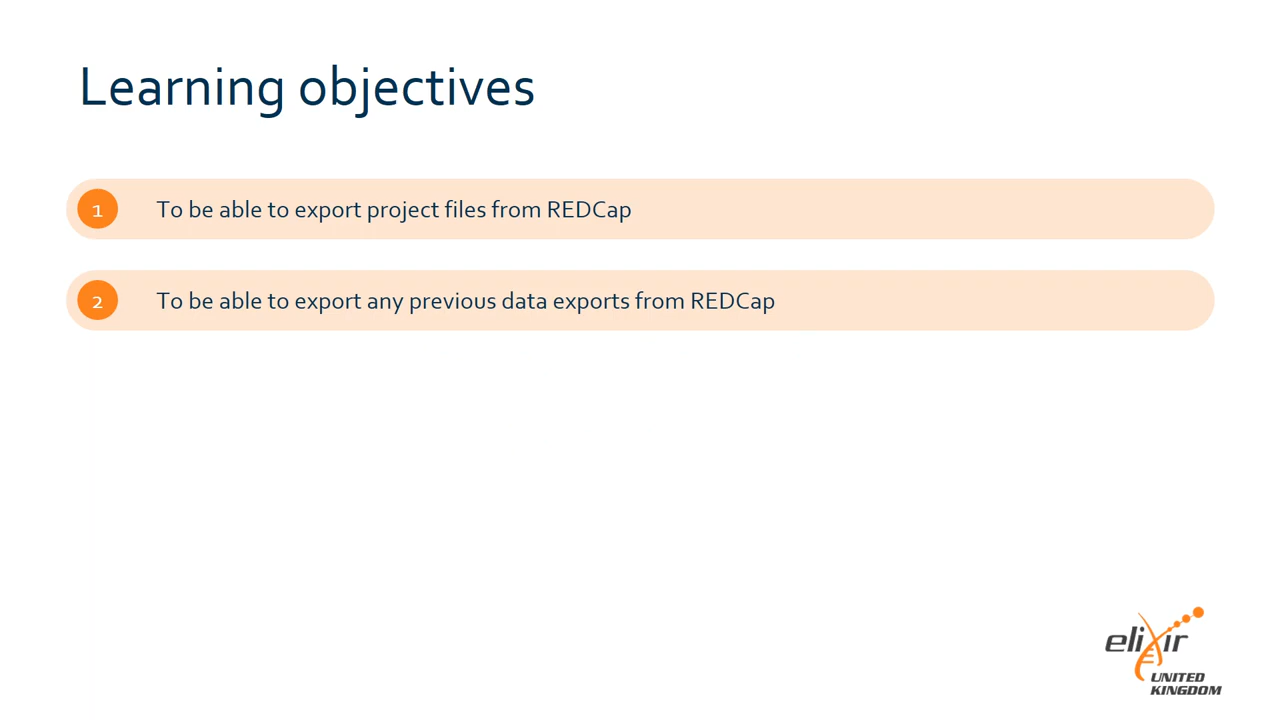 Learning objectives
1 To be able to export project files from REDCap
2 To be able to export any previous data exports from REDCap
elixir
UNITED
KINGDOM